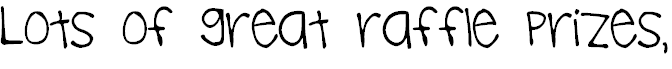 Lots of great raffle prizes,